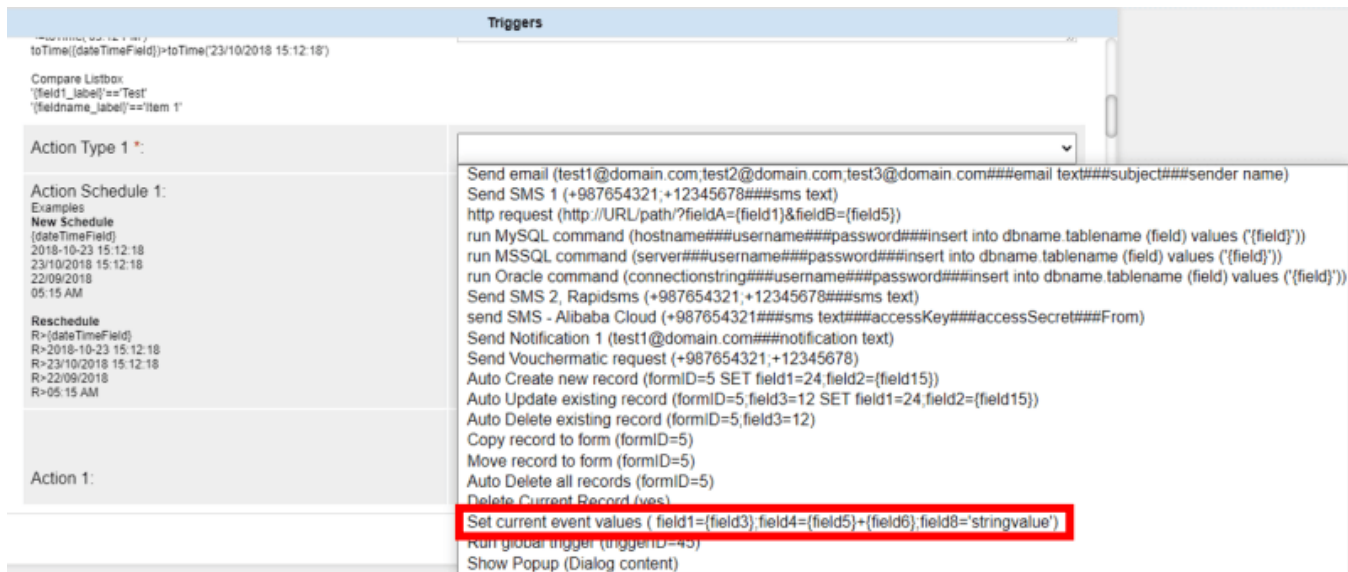 Triggers
toTime({dateTimeField})>toTime('23/10/2018 15:12:18')
Compare Listbox
'{field1_label}'=='Test'
'{fieldname_label}'=='Item 1'
Action Type 1 *:
Send email (test1@domain.com;test2@domain.com;test3@domain.com###email text###subject###sender name)
Send SMS 1 (+987654321;+12345678###sms text)
http request (http://URL/path/?fieldA={field1}&fieldB={field5})
run MySQL command (hostname###username###password###insert into dbname.tablename (field) values ('{field}'))
run MSSQL command (server###username###password###insert into dbname.tablename (field) values ('{field}'))
run Oracle command (connectionstring###username###password###insert into dbname.tablename (field) values ('{field}'))
Send SMS 2, Rapidsms (+987654321;+12345678###sms text)
send SMS - Alibaba Cloud (+987654321###sms text###accessKey###accessSecret###From)
Send Notification 1 (test1@domain.com###notification text)
Send Vouchermatic request (+987654321;+12345678)
Auto Create new record (formID=5 SET field1=24;field2={field15})
Auto Update existing record (formID=5;field3=12 SET field1=24;field2={field15})
Auto Delete existing record (formID=5;field3=12)
Copy record to form (formID=5)
Move record to form (formID=5)
Auto Delete all records (formID=5)
Delete Current Record (yes)
Set current event values ( field1={field3};field4={field5}+{field6};field8='stringvalue')
Run global trigger (triggerID=45)
Show Popup (Dialog content)
Action Schedule 1:
Examples
New Schedule
{dateTimeField}
2018-10-23 15:12:18
23/10/2018 15:12:18
22/09/2018
05:15 AM
Reschedule
R>{dateTimeField}
R>2018-10-23 15:12:18
R>23/10/2018 15:12:18
R>22/09/2018
R>05:15 AM
Action 1: